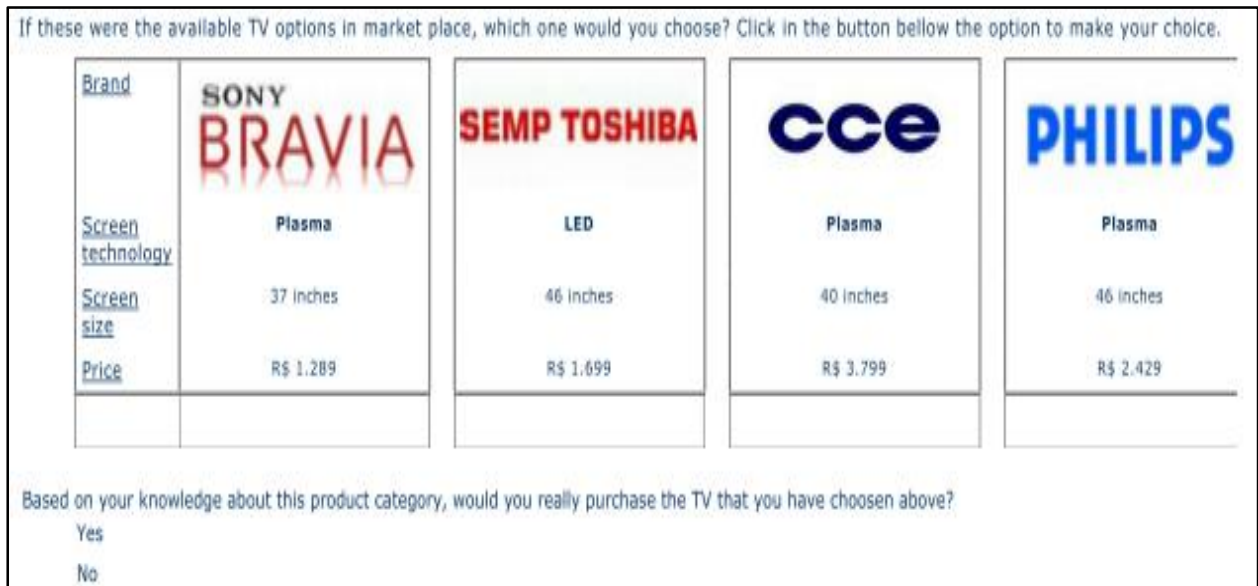 If these were the available TV options in market place, which one would you choose? Click in the button bellow the option to make your choice.
Brand
SONY
BRAVIA
SEMP TOSHIBA
cce
PHILIPS
Screen technology Plasma LED Plasma Plasma
Screen size 37 inches 46 inches 40 inches 46 inches
Price R$ 1.289 R$ 1.699 R$ 3.799 R$ 2.429
Based on your knowledge about this product category, would you really purchase the TV that you have choosen above?
Yes
No